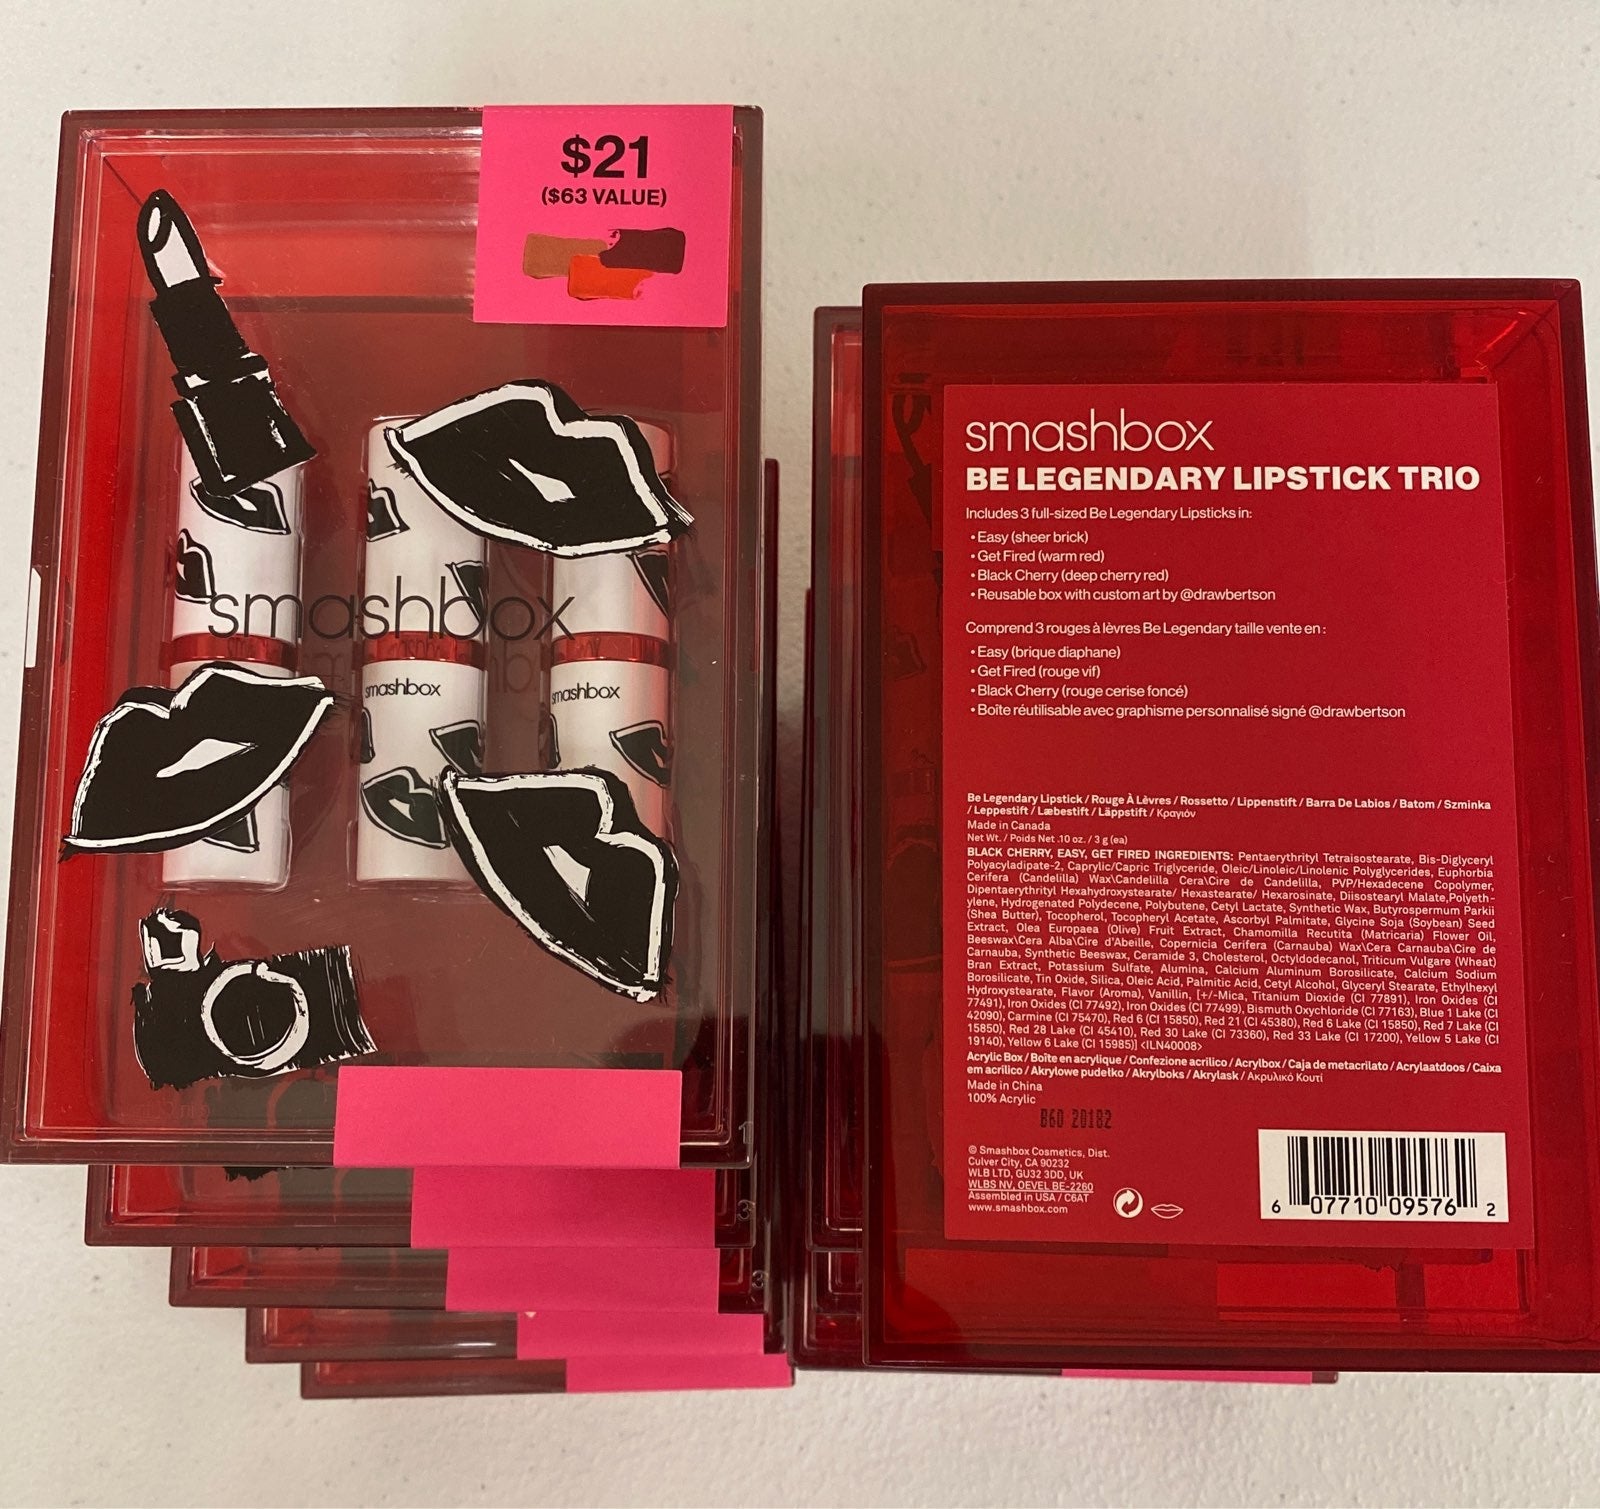 $21
($63 VALUE)
smashbox
smashbox
smashbox
smashbox
BE LEGENDARY LIPSTICK TRIO
Includes 3 full-sized Be Legendary Lipsticks in:
• Easy (sheer brick)
• Get Fired (warm red)
• Black Cherry (deep cherry red)
• Reusable box with custom art by @drawbertson
Comprend 3 rouges à lèvres Be Legendary taille vente en :
• Easy (brique diaphane)
• Get Fired (rouge vif)
• Black Cherry (rouge cerise foncé)
• Boîte réutilisable avec graphisme personnalisé signé @drawbertson
Be Legendary Lipstick / Rouge À Lèvres / Rossetto / Lippenstift / Barra De Labios / Batom / Szminka
/ Leppestift / Læbestift / Läppstift / Κραγιόν
Made in Canada
Net Wt. / Poids Net .10 oz. / 3 g (ea)
BLACK CHERRY, EASY, GET FIRED INGREDIENTS: Pentaerythrityl Tetraisostearate, Bis-Diglyceryl
Polyacyladipate-2, Caprylic/Capric Triglyceride, Oleic/Linoleic/Linolenic Polyglycerides, Euphorbia
Cerifera (Candelilla) Wax\Candelilla Cera\Cire de Candelilla, PVP/Hexadecene Copolymer,
Dipentaerythrityl Hexahydroxystearate/ Hexastearate/ Hexarosinate, Diisostearyl Malate,Polyeth-
ylene, Hydrogenated Polydecene, Polybutene, Cetyl Lactate, Synthetic Wax, Butyrospermum Parkii
(Shea Butter), Tocopherol, Tocopheryl Acetate, Ascorbyl Palmitate, Glycine Soja (Soybean) Seed
Extract, Olea Europaea (Olive) Fruit Extract, Chamomilla Recutita (Matricaria) Flower Oil,
Beeswax\Cera Alba\Cire d'Abeille, Copernicia Cerifera (Carnauba) Wax\Cera Carnauba\Cire de
Carnauba, Synthetic Beeswax, Ceramide 3, Cholesterol, Octyldodecanol, Triticum Vulgare (Wheat)
Bran Extract, Potassium Sulfate, Alumina, Calcium Aluminum Borosilicate, Calcium Sodium
Borosilicate, Tin Oxide, Silica, Oleic Acid, Palmitic Acid, Cetyl Alcohol, Glyceryl Stearate, Ethylhexyl
Hydroxystearate, Flavor (Aroma), Vanillin, [+/-Mica, Titanium Dioxide (CI 77891), Iron Oxides (CI
77491), Iron Oxides (CI 77492), Iron Oxides (CI 77499), Bismuth Oxychloride (CI 77163), Blue 1 Lake (CI
42090), Carmine (CI 75470), Red 6 (CI 15850), Red 21 (CI 45380), Red 6 Lake (CI 15850), Red 7 Lake (CI
15850), Red 28 Lake (CI 45410), Red 30 Lake (CI 73360), Red 33 Lake (CI 17200), Yellow 5 Lake (CI
19140), Yellow 6 Lake (CI 15985)] <ILN40008>
Acrylic Box / Boîte en acrylique / Confezione acrilico / Acrylbox / Caja de metacrilato / Acrylaatdoos / Caixa
em acrílico / Akrylowe pudełko / Akrylboks / Akrylask / Ακρυλικό Κουτί
Made in China
100% Acrylic
B60 20182
© Smashbox Cosmetics, Dist.
Culver City, CA 90232
WLB LTD, GU32 3DD, UK
WLBS NV, OEVEL BE-2260
Assembled in USA / C6AT
www.smashbox.com
6 07710 09576 2